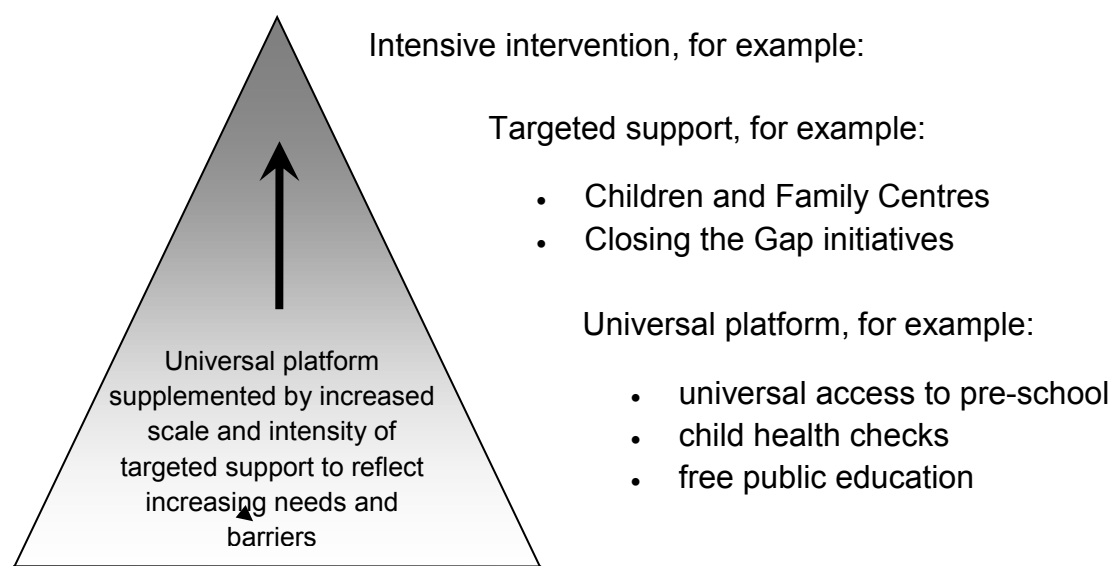 Intensive intervention, for example:
Targeted support, for example:
• Children and Family Centres
• Closing the Gap initiatives
Universal platform, for example:
• universal access to pre-school
• child health checks
• free public education
Universal platform
supplemented by increased
scale and intensity of
targeted support to reflect
increasing needs and
barriers